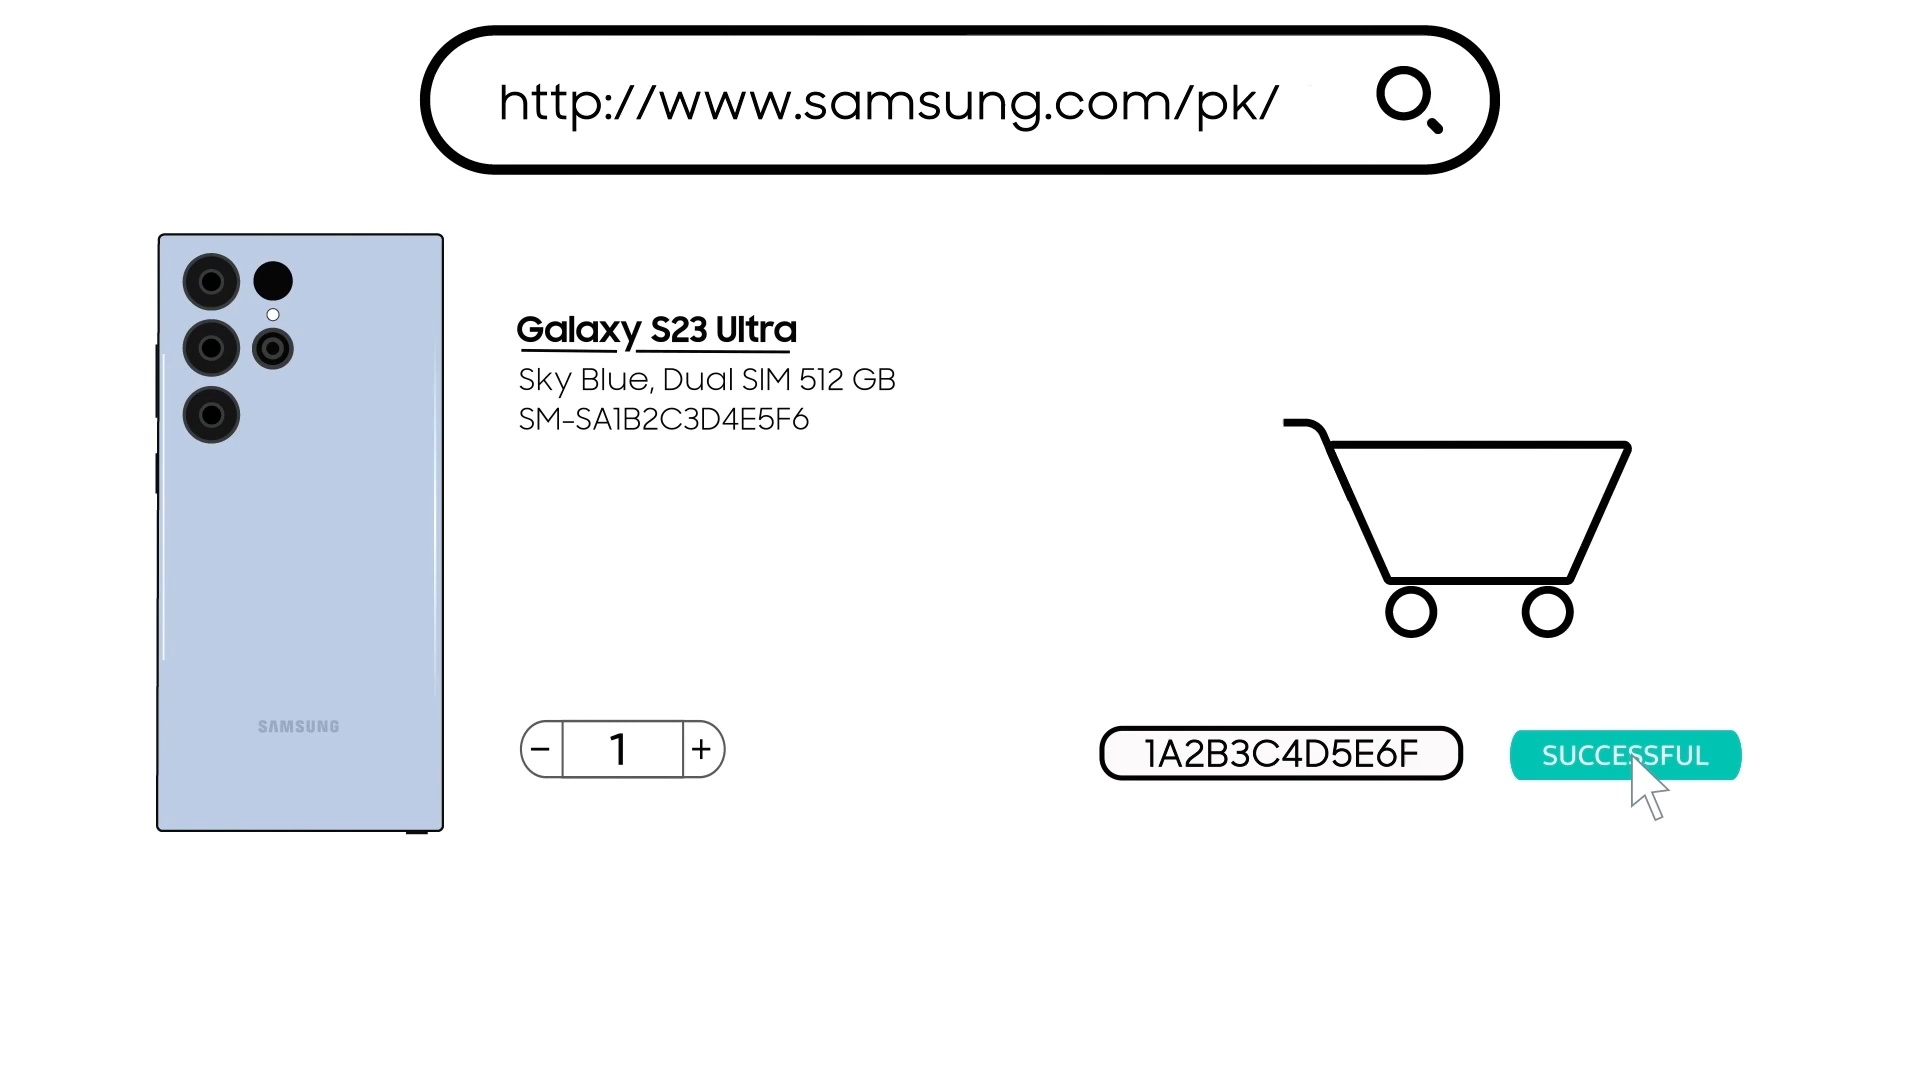 http://www.samsung.com/pk/
Galaxy S23 Ultra
Sky Blue, Dual SIM 512 GB
SM-SA1B2C3D4E5F6
SAMSUNG
− 1 +
1A2B3C4D5E6F
SUCCESSFUL